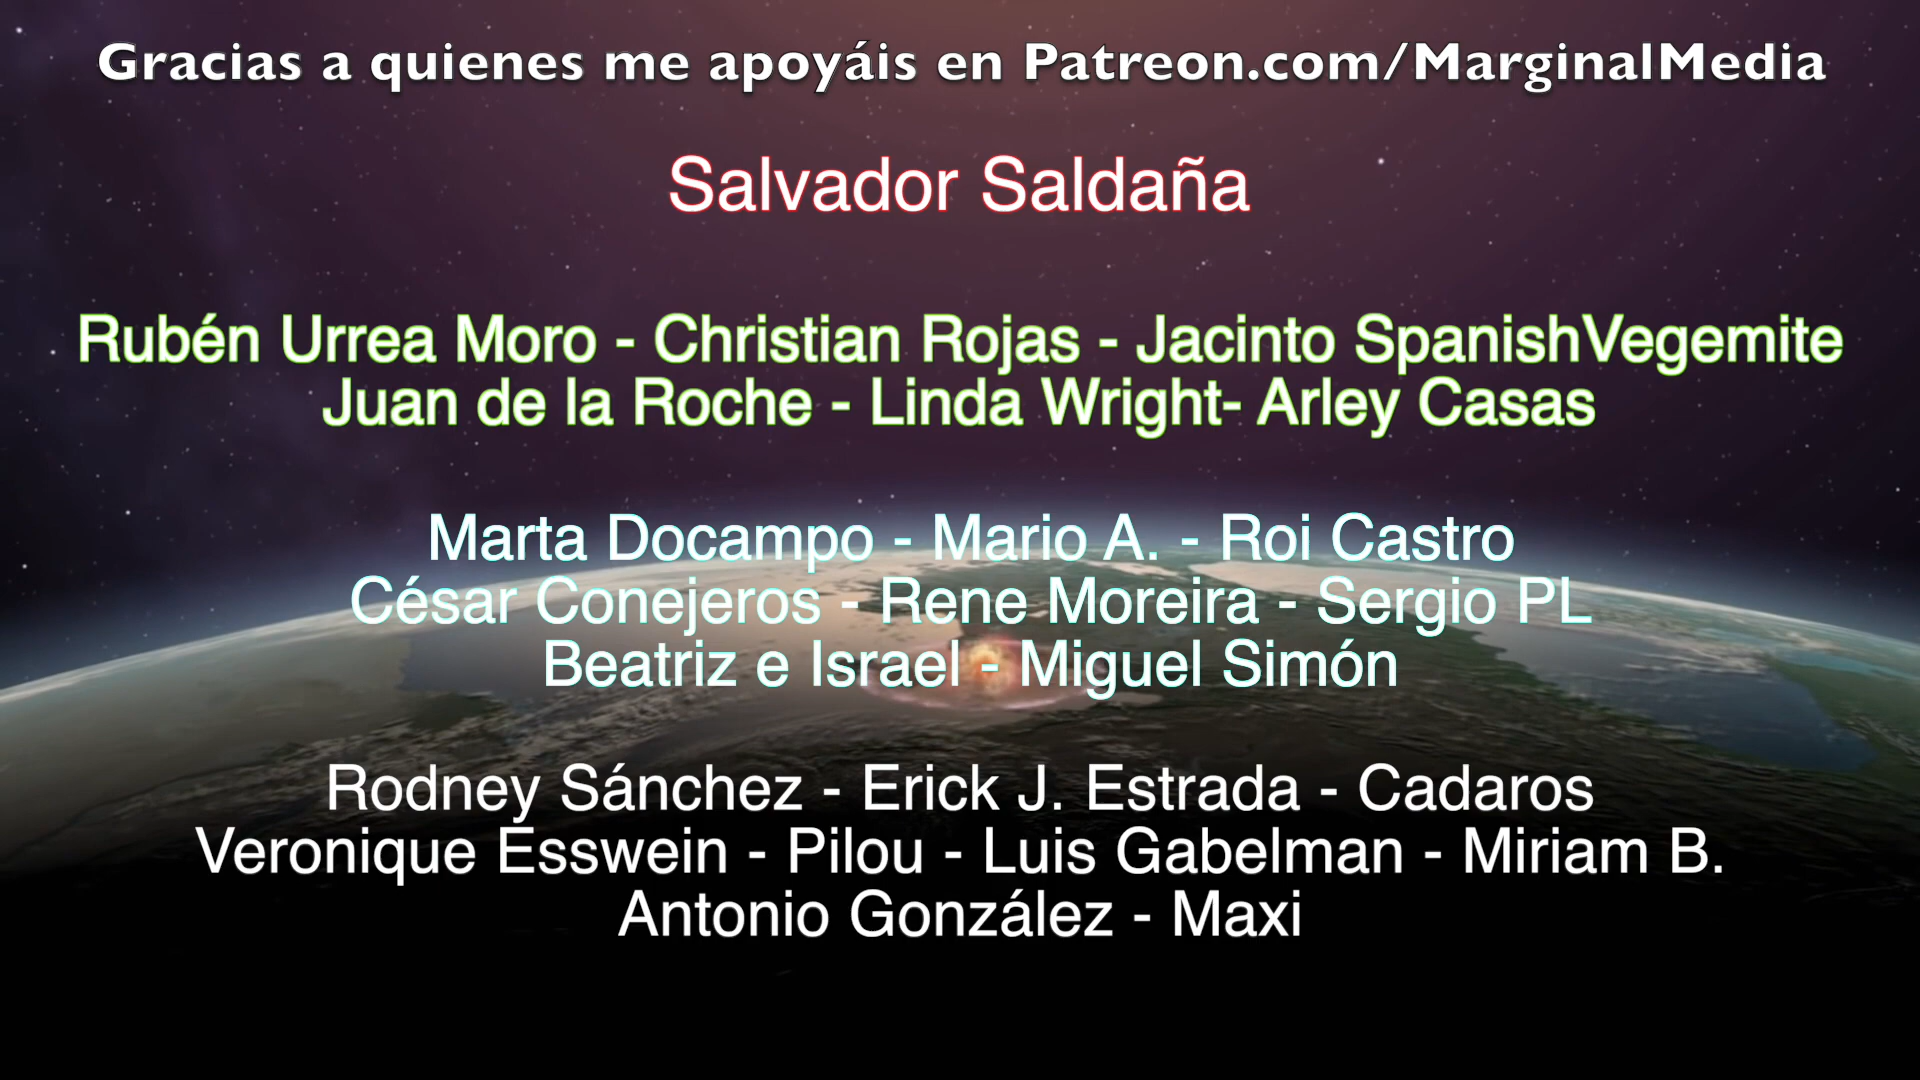 Gracias a quienes me apoyáis en Patreon.com/MarginalMedia
Salvador Saldaña
Rubén Urrea Moro - Christian Rojas - Jacinto SpanishVegemite
Juan de la Roche - Linda Wright- Arley Casas
Marta Docampo - Mario A. - Roi Castro
César Conejeros - Rene Moreira - Sergio PL
Beatriz e Israel - Miguel Simón
Rodney Sánchez - Erick J. Estrada - Cadaros
Veronique Esswein - Pilou - Luis Gabelman - Miriam B.
Antonio González - Maxi